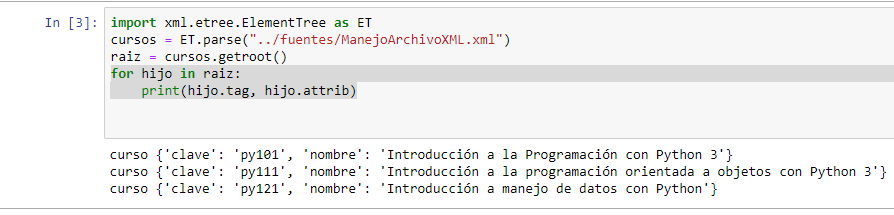 In [3]: import xml.etree.ElementTree as ET
cursos = ET.parse("../fuentes/ManejoArchivoXML.xml")
raiz = cursos.getroot()
for hijo in raiz:
    print(hijo.tag, hijo.attrib)
curso {'clave': 'py101', 'nombre': 'Introducción a la Programación con Python 3'}
curso {'clave': 'py111', 'nombre': 'Introducción a la programación orientada a objetos con Python 3'}
curso {'clave': 'py121', 'nombre': 'Introducción a manejo de datos con Python'}